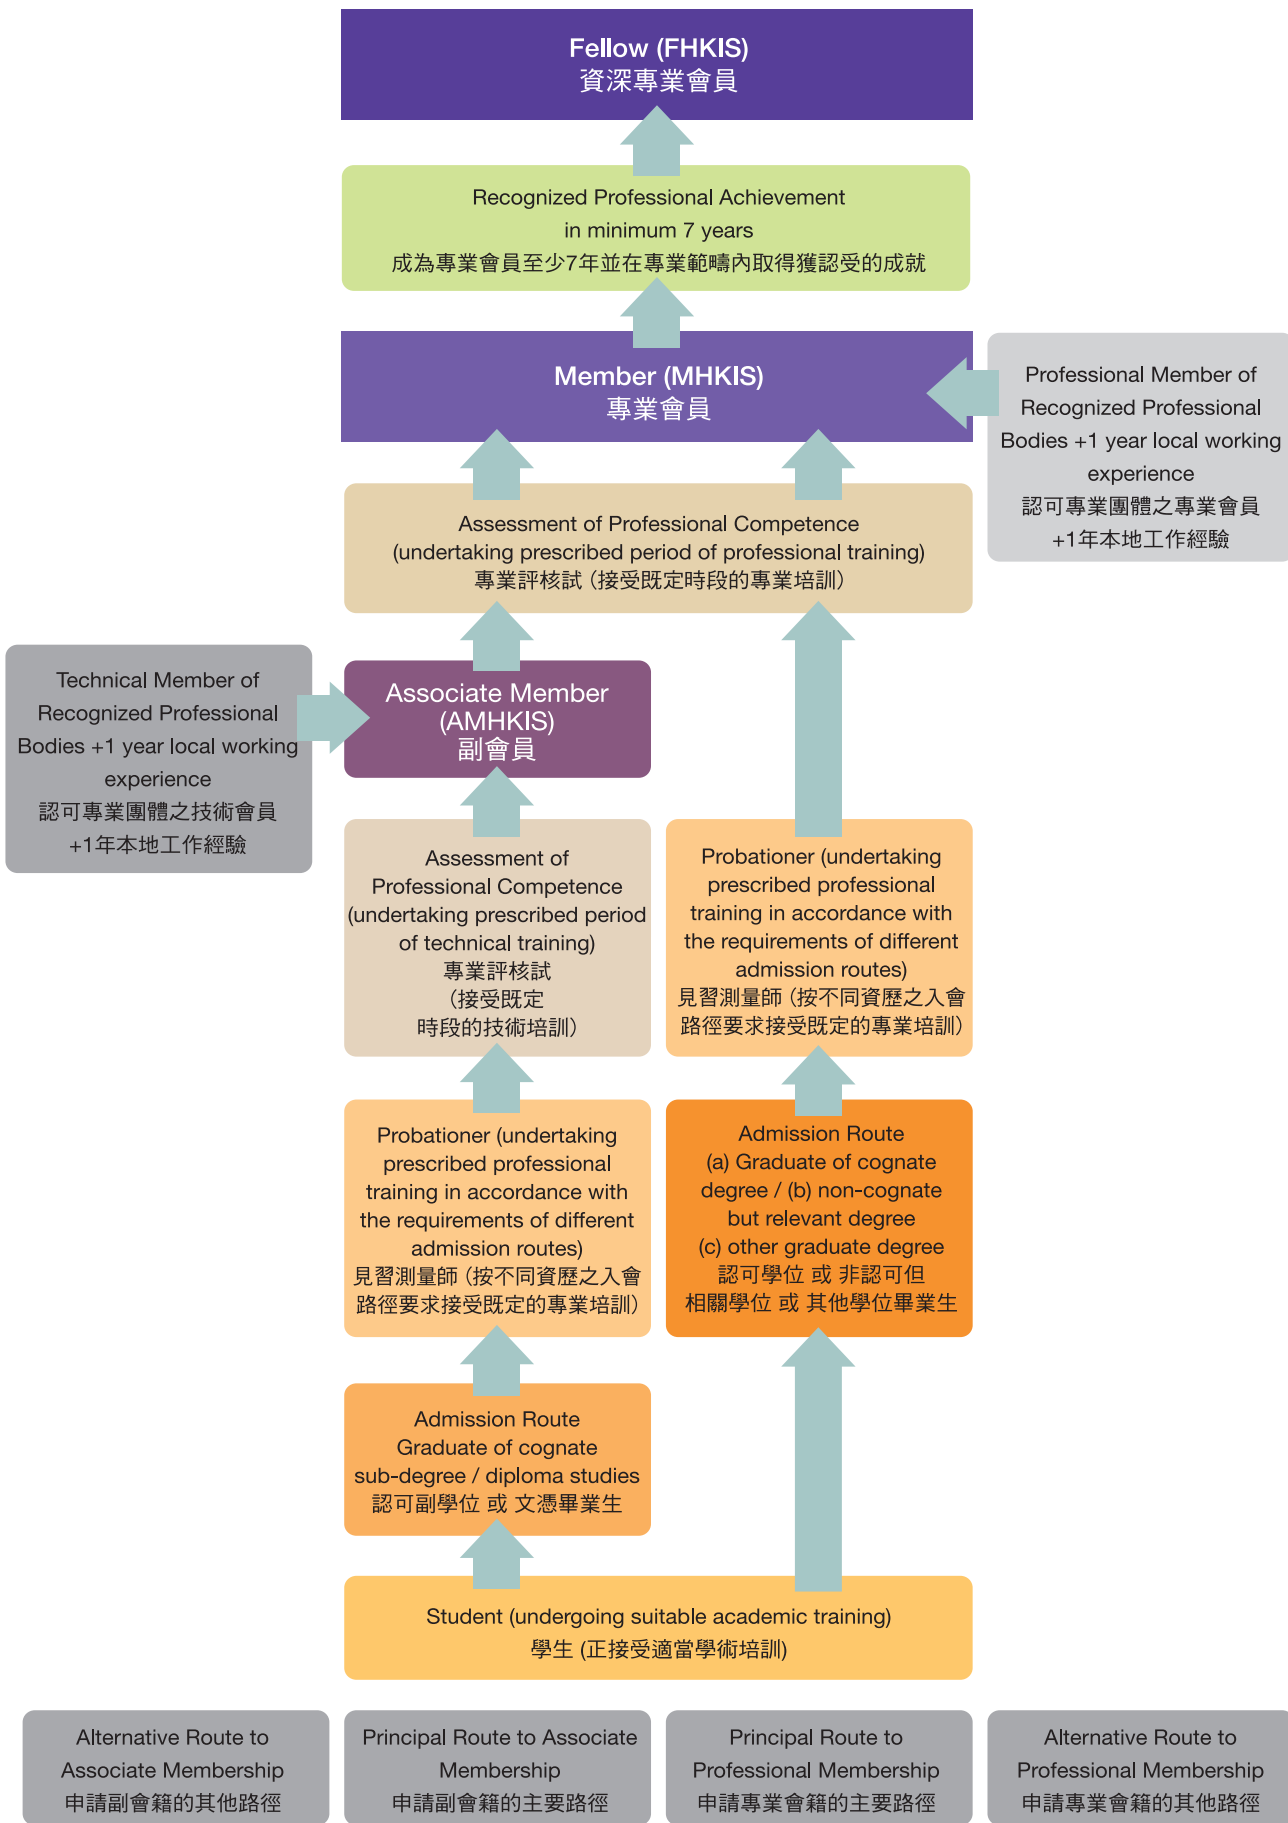 Fellow (FHKIS)
資深專業會員
Recognized Professional Achievement
in minimum 7 years
成為專業會員至少7年並在專業範疇內取得獲認受的成就
Member (MHKIS)
專業會員
Professional Member of
Recognized Professional
Bodies +1 year local working
experience
認可專業團體之專業會員
+1年本地工作經驗
Assessment of Professional Competence
(undertaking prescribed period of professional training)
專業評核試（接受既定時段的專業培訓）
Technical Member of
Recognized Professional
Bodies +1 year local working
experience
認可專業團體之技術會員
+1年本地工作經驗
Associate Member
(AMHKIS)
副會員
Assessment of
Professional Competence
(undertaking prescribed period
of technical training)
專業評核試
（接受既定
時段的技術培訓）
Probationer (undertaking
prescribed professional
training in accordance with
the requirements of different
admission routes)
見習測量師（按不同資歷之入會
路徑要求接受既定的專業培訓）
Probationer (undertaking
prescribed professional
training in accordance with
the requirements of different
admission routes)
見習測量師（按不同資歷之入會
路徑要求接受既定的專業培訓）
Admission Route
(a) Graduate of cognate
degree / (b) non-cognate
but relevant degree
(c) other graduate degree
認可學位 或 非認可但
相關學位 或 其他學位畢業生
Admission Route
Graduate of cognate
sub-degree / diploma studies
認可副學位 或 文憑畢業生
Student (undergoing suitable academic training)
學生 (正接受適當學術培訓)
Alternative Route to
Associate Membership
申請副會籍的其他路徑
Principal Route to Associate
Membership
申請副會籍的主要路徑
Principal Route to
Professional Membership
申請專業會籍的主要路徑
Alternative Route to
Professional Membership
申請專業會籍的其他路徑